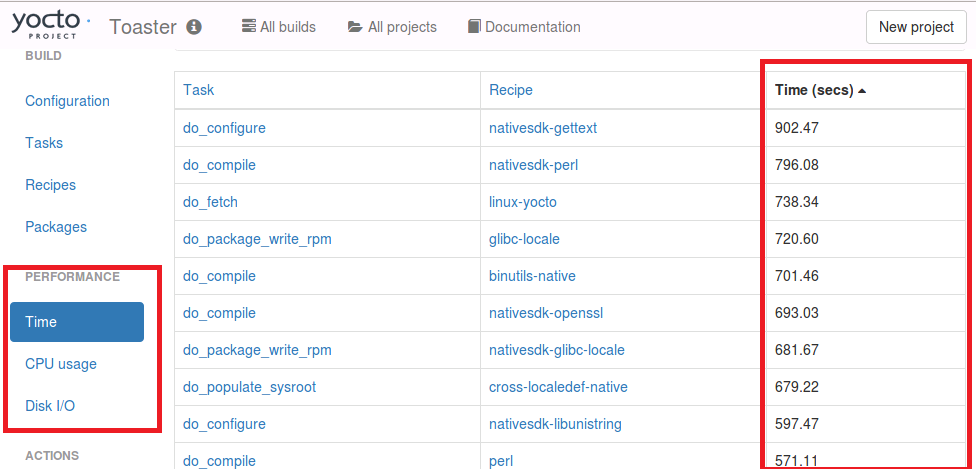 yocto
PROJECT
Toaster
All builds
All projects
Documentation
New project
BUILD
Configuration
Tasks
Recipes
Packages
PERFORMANCE
Time
CPU usage
Disk I/O
ACTIONS
Task Recipe Time (secs)
do_configure nativesdk-gettext 902.47
do_compile nativesdk-perl 796.08
do_fetch linux-yocto 738.34
do_package_write_rpm glibc-locale 720.60
do_compile binutils-native 701.46
do_compile nativesdk-openssl 693.03
do_package_write_rpm nativesdk-glibc-locale 681.67
do_populate_sysroot cross-localedef-native 679.22
do_configure nativesdk-libunistring 597.47
do_compile perl 571.11